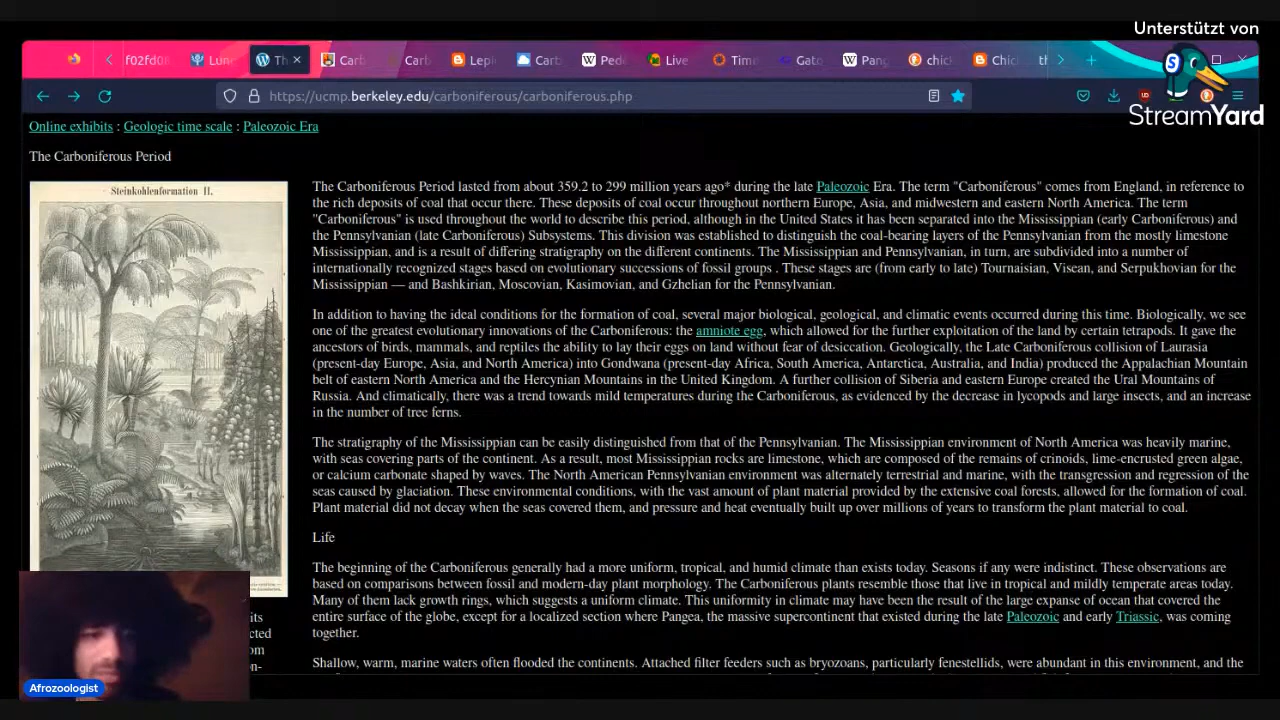 Unterstützt von
StreamYard
f02fd08
Lun
Th
Carb
Carv
Lepi
Cart
Ped
Live
Tim
Gato
Pang
chic
Chic
th
https://ucmp.berkeley.edu/carboniferous/carboniferous.php
Online exhibits : Geologic time scale : Paleozoic Era
The Carboniferous Period
Steinkohlenformation II.
The Carboniferous Period lasted from about 359.2 to 299 million years ago* during the late Paleozoic Era. The term "Carboniferous" comes from England, in reference to
the rich deposits of coal that occur there. These deposits of coal occur throughout northern Europe, Asia, and midwestern and eastern North America. The term
"Carboniferous" is used throughout the world to describe this period, although in the United States it has been separated into the Mississippian (early Carboniferous) and
the Pennsylvanian (late Carboniferous) Subsystems. This division was established to distinguish the coal-bearing layers of the Pennsylvanian from the mostly limestone
Mississippian, and is a result of differing stratigraphy on the different continents. The Mississippian and Pennsylvanian, in turn, are subdivided into a number of
internationally recognized stages based on evolutionary successions of fossil groups . These stages are (from early to late) Tournaisian, Visean, and Serpukhovian for the
Mississippian — and Bashkirian, Moscovian, Kasimovian, and Gzhelian for the Pennsylvanian.
In addition to having the ideal conditions for the formation of coal, several major biological, geological, and climatic events occurred during this time. Biologically, we see
one of the greatest evolutionary innovations of the Carboniferous: the amniote egg, which allowed for the further exploitation of the land by certain tetrapods. It gave the
ancestors of birds, mammals, and reptiles the ability to lay their eggs on land without fear of desiccation. Geologically, the Late Carboniferous collision of Laurasia
(present-day Europe, Asia, and North America) into Gondwana (present-day Africa, South America, Antarctica, Australia, and India) produced the Appalachian Mountain
belt of eastern North America and the Hercynian Mountains in the United Kingdom. A further collision of Siberia and eastern Europe created the Ural Mountains of
Russia. And climatically, there was a trend towards mild temperatures during the Carboniferous, as evidenced by the decrease in lycopods and large insects, and an increase
in the number of tree ferns.
The stratigraphy of the Mississippian can be easily distinguished from that of the Pennsylvanian. The Mississippian environment of North America was heavily marine,
with seas covering parts of the continent. As a result, most Mississippian rocks are limestone, which are composed of the remains of crinoids, lime-encrusted green algae,
or calcium carbonate shaped by waves. The North American Pennsylvanian environment was alternately terrestrial and marine, with the transgression and regression of the
seas caused by glaciation. These environmental conditions, with the vast amount of plant material provided by the extensive coal forests, allowed for the formation of coal.
Plant material did not decay when the seas covered them, and pressure and heat eventually built up over millions of years to transform the plant material to coal.
Life
The beginning of the Carboniferous generally had a more uniform, tropical, and humid climate than exists today. Seasons if any were indistinct. These observations are
based on comparisons between fossil and modern-day plant morphology. The Carboniferous plants resemble those that live in tropical and mildly temperate areas today.
Many of them lack growth rings, which suggests a uniform climate. This uniformity in climate may have been the result of the large expanse of ocean that covered the
entire surface of the globe, except for a localized section where Pangea, the massive supercontinent that existed during the late Paleozoic and early Triassic, was coming
together.
Shallow, warm, marine waters often flooded the continents. Attached filter feeders such as bryozoans, particularly fenestellids, were abundant in this environment, and the
its
cted
om
on-
Afrozoologist